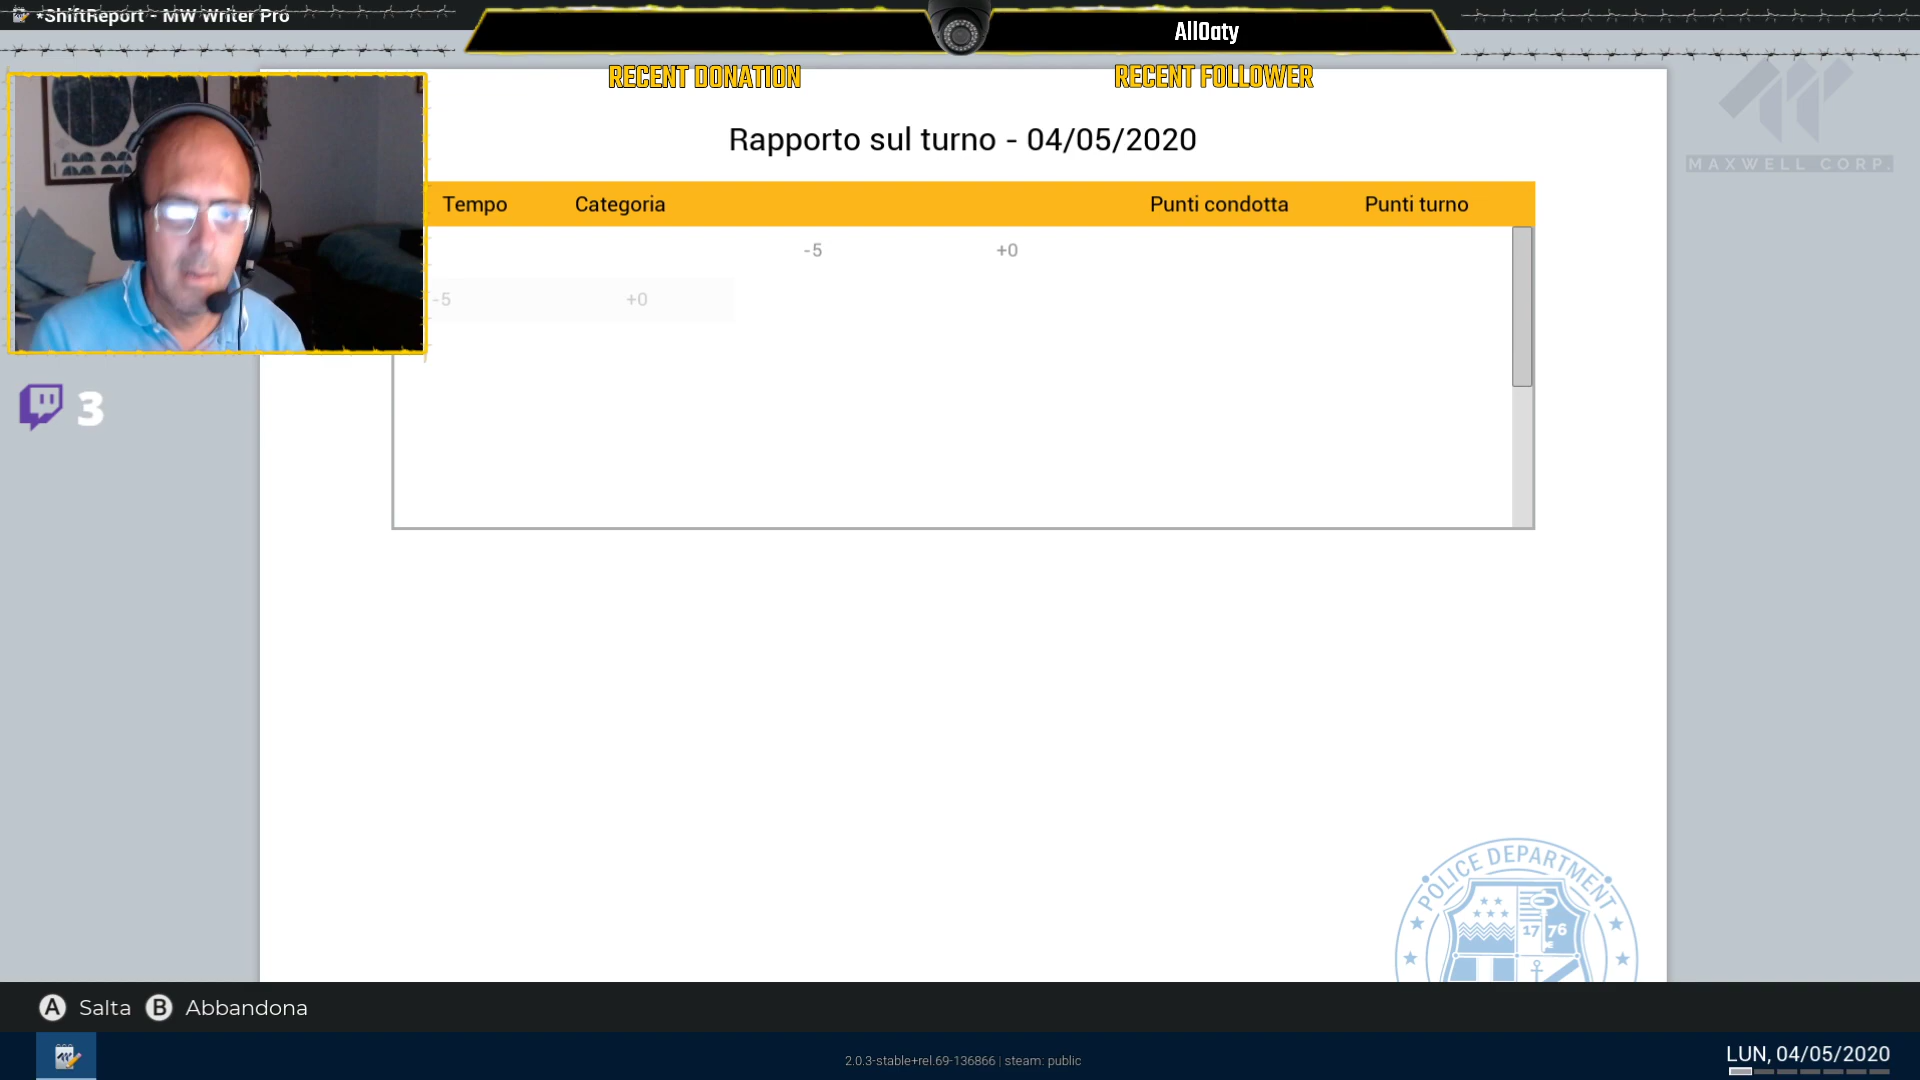 *ShiftReport - MW Writer Pro
AllOaty
RECENT DONATION
RECENT FOLLOWER
MAXWELL CORP.
Rapporto sul turno - 04/05/2020
Tempo Categoria Punti condotta Punti turno
-5 +0
-5 +0
3
POLICE DEPARTMENT
17 76
A Salta B Abbandona
2.0.3-stable+rel.69-136866 | steam: public
LUN, 04/05/2020